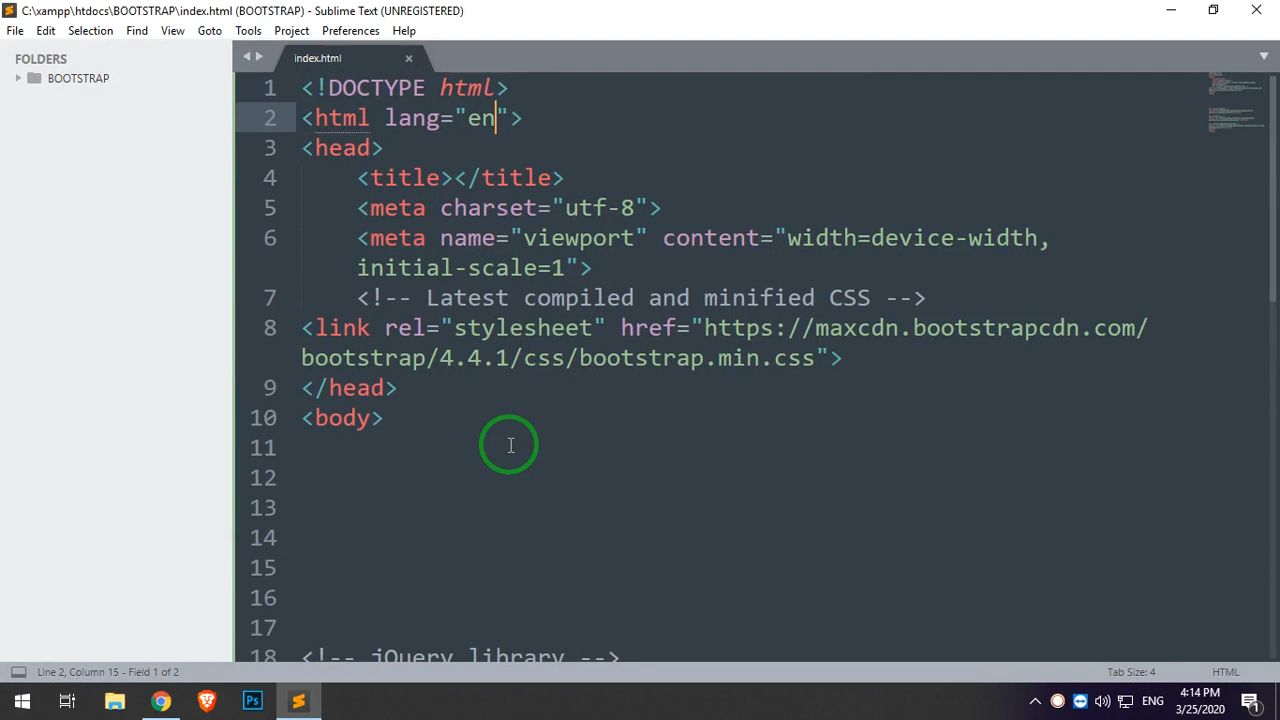 C:\xampp\htdocs\BOOTSTRAP\index.html (BOOTSTRAP) - Sublime Text (UNREGISTERED)
File Edit Selection Find View Goto Tools Project Preferences Help
FOLDERS
BOOTSTRAP
index.html
1 <!DOCTYPE html>
2 <html lang="en">
3 <head>
4 <title></title>
5 <meta charset="utf-8">
6 <meta name="viewport" content="width=device-width,
initial-scale=1">
7 <!-- Latest compiled and minified CSS -->
8 <link rel="stylesheet" href="https://maxcdn.bootstrapcdn.com/
bootstrap/4.4.1/css/bootstrap.min.css">
9 </head>
10 <body>
11
12
13
14
15
16
17
18 <!-- jQuery library -->
Line 2, Column 15 - Field 1 of 2
Tab Size: 4
HTML
Ps
ENG
4:14 PM
3/25/2020
1